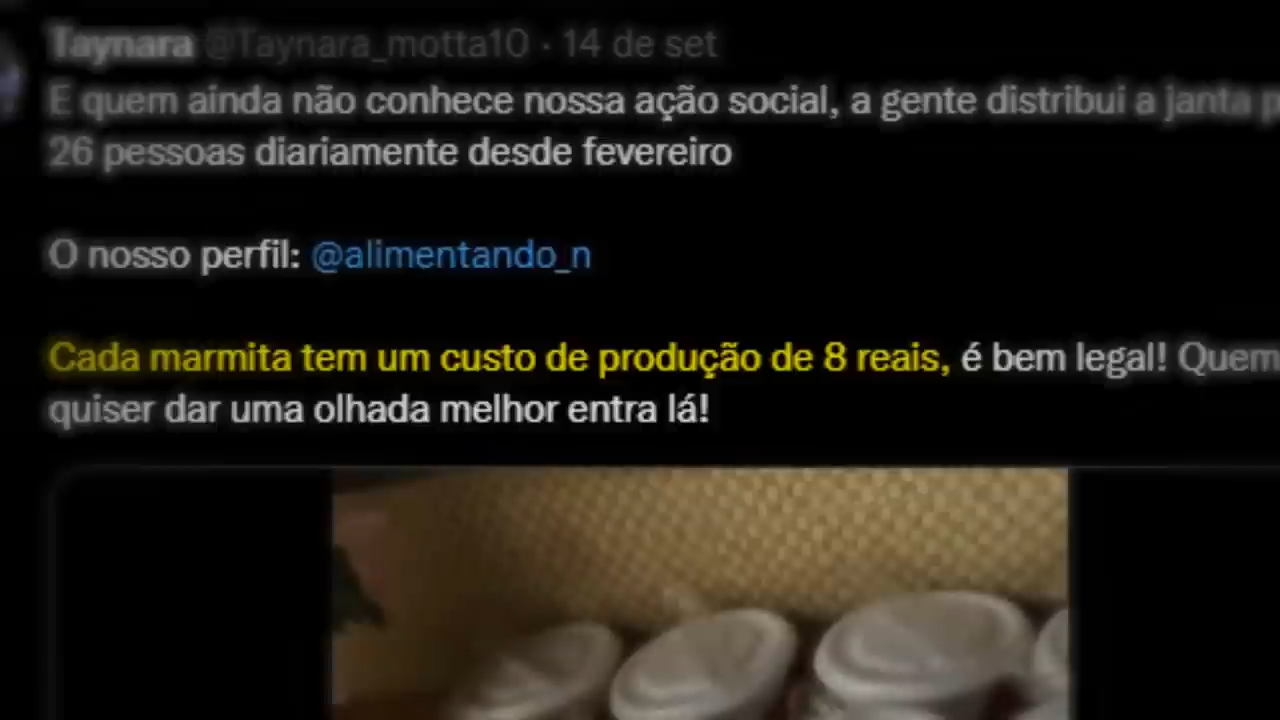 Taynara @Taynara_motta10 · 14 de set
E quem ainda não conhece nossa ação social, a gente distribui a janta
26 pessoas diariamente desde fevereiro
O nosso perfil: @alimentando_n
Cada marmita tem um custo de produção de 8 reais, é bem legal! Quem
quiser dar uma olhada melhor entra lá!